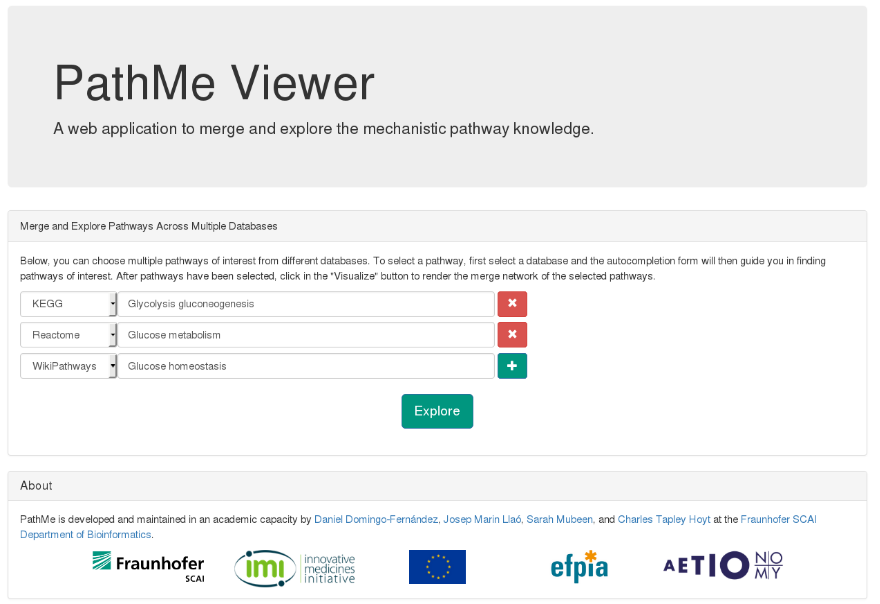 PathMe Viewer
A web application to merge and explore the mechanistic pathway knowledge.
Merge and Explore Pathways Across Multiple Databases
Below, you can choose multiple pathways of interest from different databases. To select a pathway, first select a database and the autocompletion form will then guide you in finding
pathways of interest. After pathways have been selected, click in the "Visualize" button to render the merge network of the selected pathways.
KEGG Glycolysis gluconeogenesis
Reactome Glucose metabolism
WikiPathways Glucose homeostasis
Explore
About
PathMe is developed and maintained in an academic capacity by Daniel Domingo-Fernández, Josep Marin Llaó, Sarah Mubeen, and Charles Tapley Hoyt at the Fraunhofer SCAI
Department of Bioinformatics.
Fraunhofer
SCAI
imi
innovative
medicines
initiative
efpia
AETIONOMY